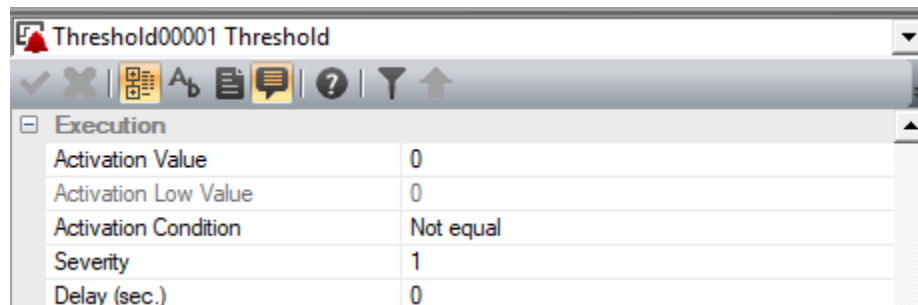 Threshold00001 Threshold
Execution
Activation Value 0
Activation Low Value 0
Activation Condition Not equal
Severity 1
Delay (sec.) 0